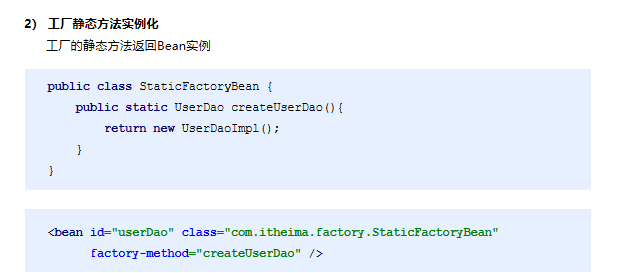 2） 工厂静态方法实例化
工厂的静态方法返回Bean实例
public class StaticFactoryBean {
    public static UserDao createUserDao(){
        return new UserDaoImpl();
    }
}
<bean id="userDao" class="com.itheima.factory.StaticFactoryBean"
      factory-method="createUserDao" />